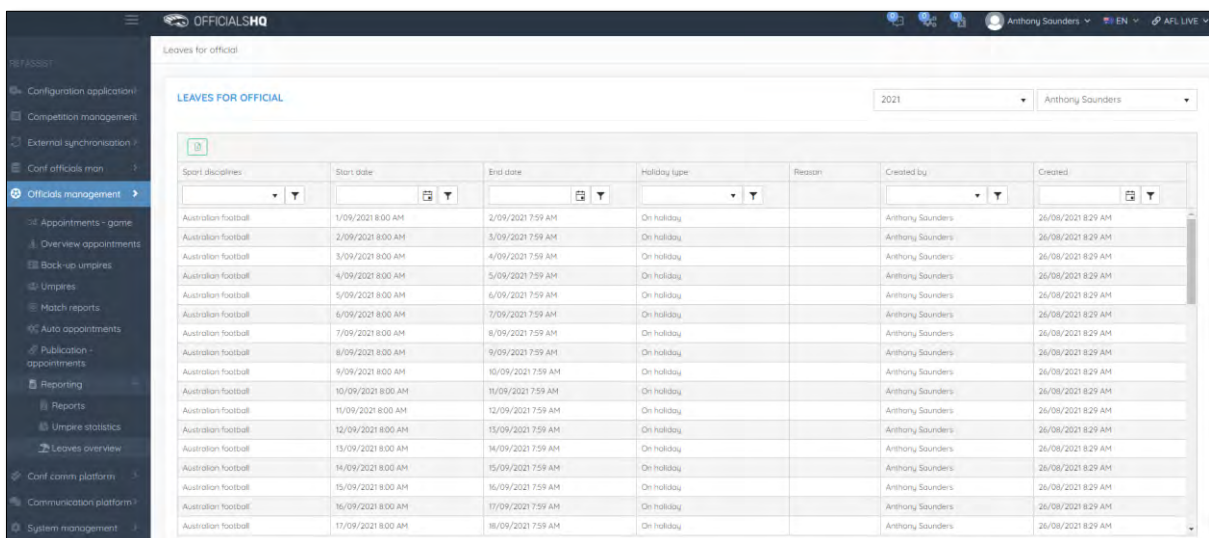 OFFICIALSHQ
0 0 0 Anthony Saunders EN AFL LIVE
Leaves for official
REFASSIST
Configuration application
Competition management
External synchronisation
Conf officials man
Officials management
Appointments - game
Overview appointments
Back-up umpires
Umpires
Match reports
Auto appointments
Publication -
appointments
Reporting
Reports
Umpire statistics
Leaves overview
Conf comm platform
Communication platform
System management
LEAVES FOR OFFICIAL
2021 Anthony Saunders
Sport disciplines Start date End date Holiday type Reason Created by Created
Australian football 1/09/2021 8:00 AM 2/09/2021 7:59 AM On holiday Anthony Saunders 26/08/2021 8:29 AM
Australian football 2/09/2021 8:00 AM 3/09/2021 7:59 AM On holiday Anthony Saunders 26/08/2021 8:29 AM
Australian football 3/09/2021 8:00 AM 4/09/2021 7:59 AM On holiday Anthony Saunders 26/08/2021 8:29 AM
Australian football 4/09/2021 8:00 AM 5/09/2021 7:59 AM On holiday Anthony Saunders 26/08/2021 8:29 AM
Australian football 5/09/2021 8:00 AM 6/09/2021 7:59 AM On holiday Anthony Saunders 26/08/2021 8:29 AM
Australian football 6/09/2021 8:00 AM 7/09/2021 7:59 AM On holiday Anthony Saunders 26/08/2021 8:29 AM
Australian football 7/09/2021 8:00 AM 8/09/2021 7:59 AM On holiday Anthony Saunders 26/08/2021 8:29 AM
Australian football 8/09/2021 8:00 AM 9/09/2021 7:59 AM On holiday Anthony Saunders 26/08/2021 8:29 AM
Australian football 9/09/2021 8:00 AM 10/09/2021 7:59 AM On holiday Anthony Saunders 26/08/2021 8:29 AM
Australian football 10/09/2021 8:00 AM 11/09/2021 7:59 AM On holiday Anthony Saunders 26/08/2021 8:29 AM
Australian football 11/09/2021 8:00 AM 12/09/2021 7:59 AM On holiday Anthony Saunders 26/08/2021 8:29 AM
Australian football 12/09/2021 8:00 AM 13/09/2021 7:59 AM On holiday Anthony Saunders 26/08/2021 8:29 AM
Australian football 13/09/2021 8:00 AM 14/09/2021 7:59 AM On holiday Anthony Saunders 26/08/2021 8:29 AM
Australian football 14/09/2021 8:00 AM 15/09/2021 7:59 AM On holiday Anthony Saunders 26/08/2021 8:29 AM
Australian football 15/09/2021 8:00 AM 16/09/2021 7:59 AM On holiday Anthony Saunders 26/08/2021 8:29 AM
Australian football 16/09/2021 8:00 AM 17/09/2021 7:59 AM On holiday Anthony Saunders 26/08/2021 8:29 AM
Australian football 17/09/2021 8:00 AM 18/09/2021 7:59 AM On holiday Anthony Saunders 26/08/2021 8:29 AM